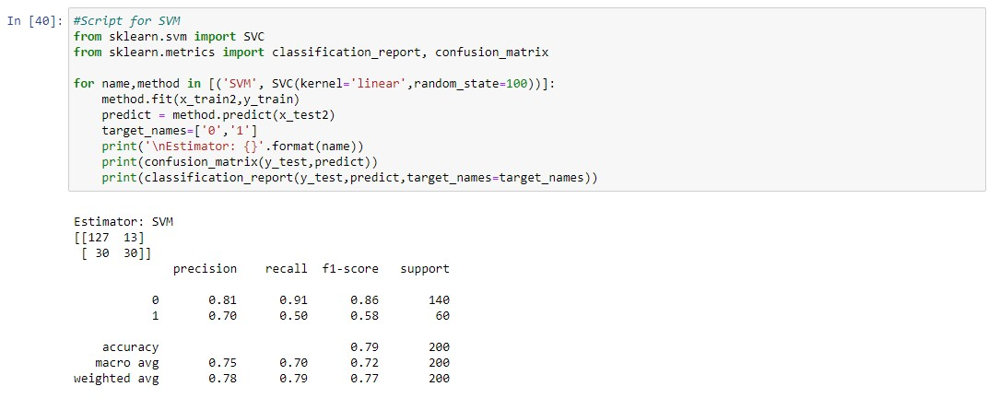 In [40]: #Script for SVM
from sklearn.svm import SVC
from sklearn.metrics import classification_report, confusion_matrix

for name,method in [('SVM', SVC(kernel='linear',random_state=100))]:
    method.fit(x_train2,y_train)
    predict = method.predict(x_test2)
    target_names=['0','1']
    print('\nEstimator: {}'.format(name))
    print(confusion_matrix(y_test,predict))
    print(classification_report(y_test,predict,target_names=target_names))

Estimator: SVM
[[127  13]
 [ 30  30]]
              precision    recall  f1-score   support

           0       0.81      0.91      0.86       140
           1       0.70      0.50      0.58        60

    accuracy                           0.79       200
   macro avg       0.75      0.70      0.72       200
weighted avg       0.78      0.79      0.77       200